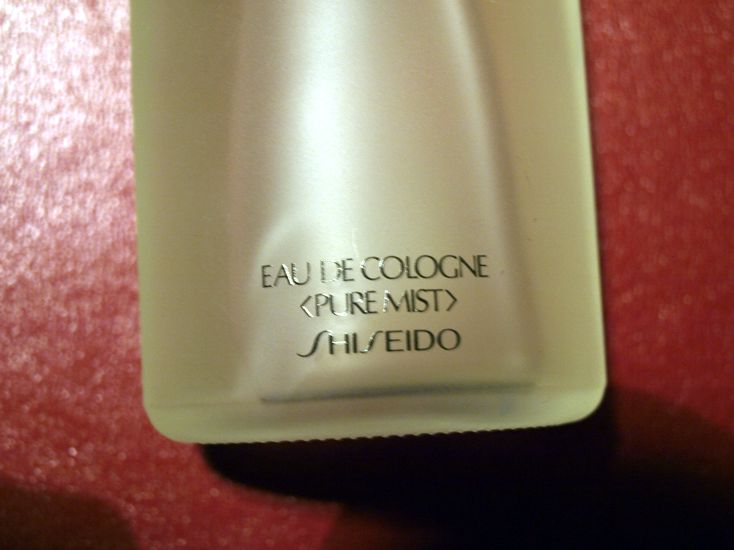 EAU DE COLOGNE
<PURE MIST>
SHISEIDO